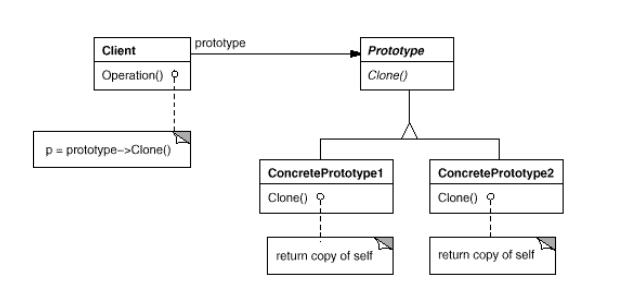 prototype
Client
Prototype
Operation()
Clone()
p = prototype–>Clone()
ConcretePrototype1
ConcretePrototype2
Clone()
Clone()
return copy of self
return copy of self